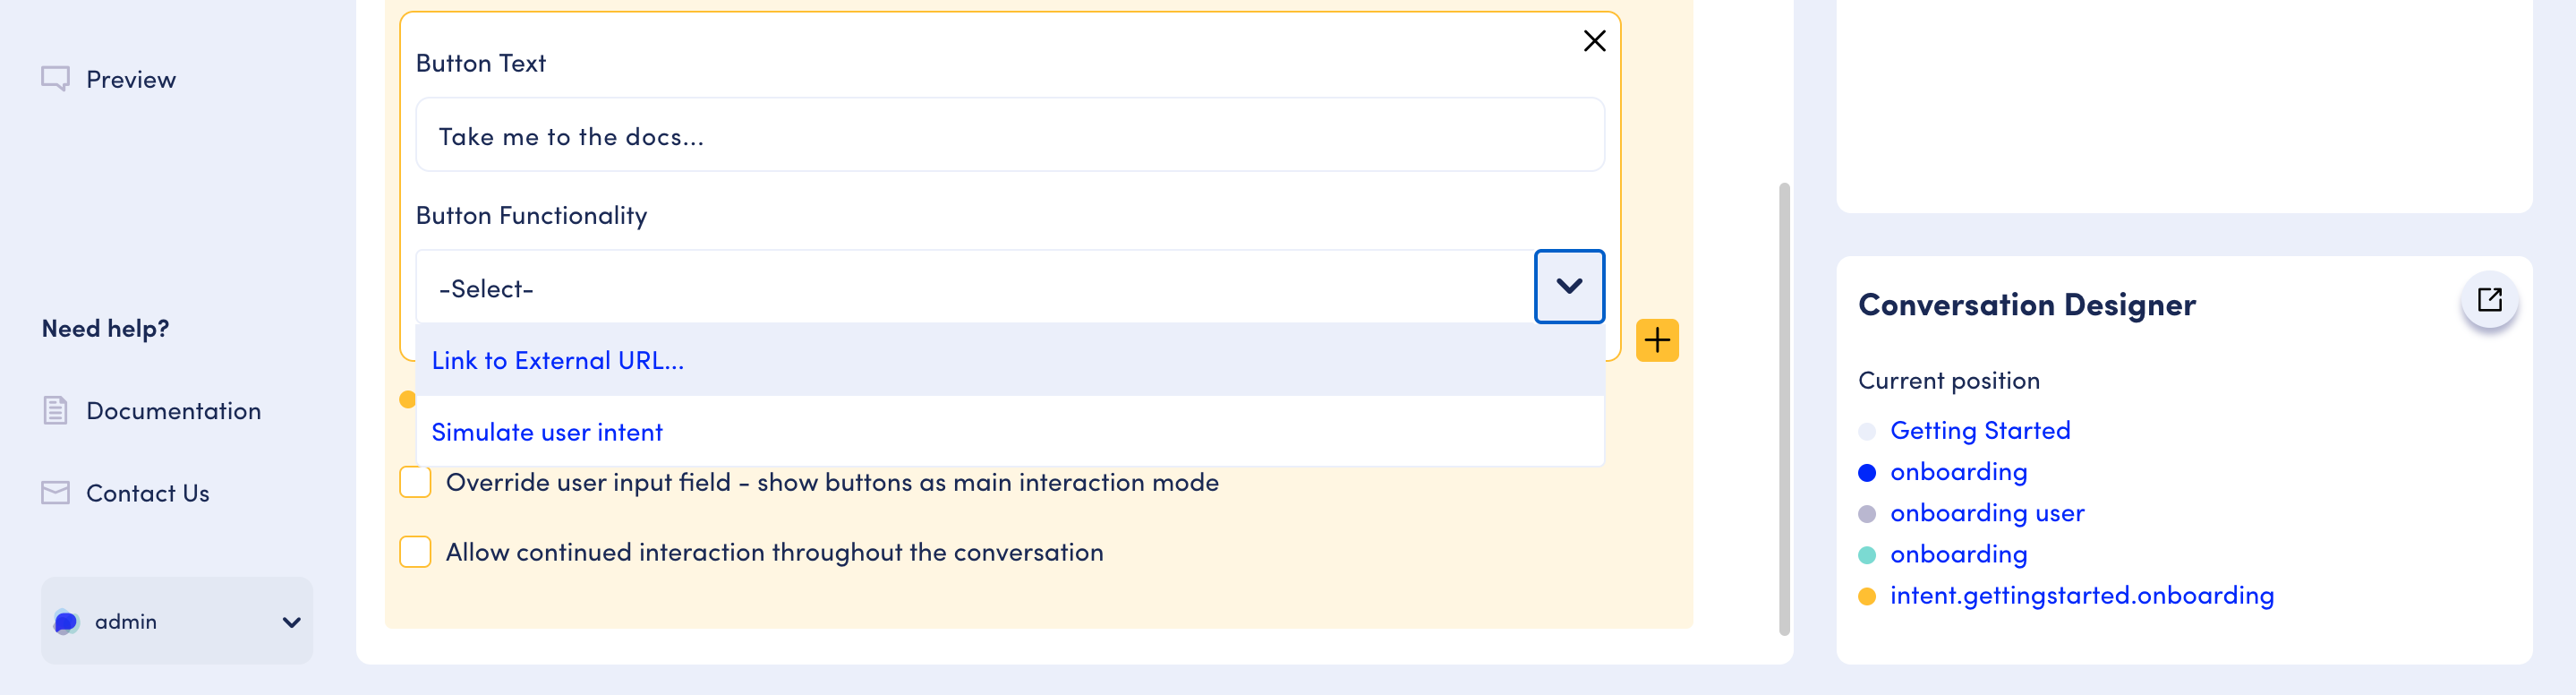 Preview
Need help?
Documentation
Contact Us
admin
Button Text
Take me to the docs...
Button Functionality
-Select-
Link to External URL...
Simulate user intent
Override user input field - show buttons as main interaction mode
Allow continued interaction throughout the conversation
Conversation Designer
Current position
Getting Started
onboarding
onboarding user
onboarding
intent.gettingstarted.onboarding